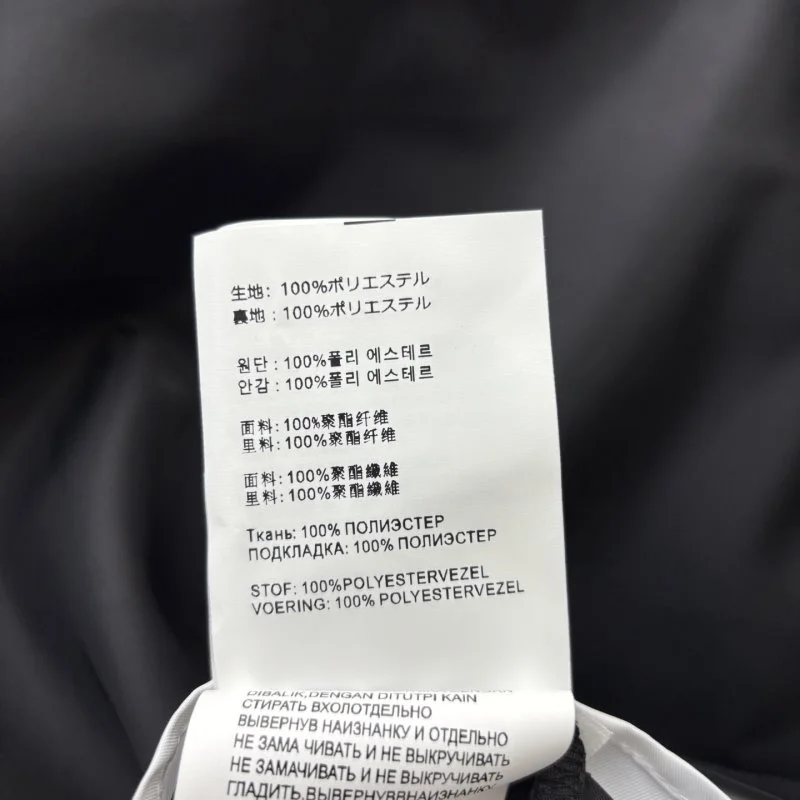 生地: 100%ポリエステル
裏地 : 100%ポリエステル
원단 : 100%폴리 에스테르
안감 : 100%폴리 에스테르
面料: 100%聚酯纤维
里料: 100%聚酯纤维
面料: 100%聚酯纖維
里料: 100%聚酯纖維
Ткань: 100% ПОЛИЭСТЕР
ПОДКЛАДКА: 100% ПОЛИЭСТЕР
STOF: 100%POLYESTERVEZEL
VOERING: 100% POLYESTERVEZEL
DIBALIK,DENGAN DITUTPI KAIN
СТИРАТЬ ВХОЛОТДЕЛЬНО
ВЫВЕРНУВ НАИЗНАНКУ И ОТДЕЛЬНО
НЕ ЗАМА ЧИВАТЬ И НЕ ВЫКРУЧИВАТЬ
НЕ ЗАМАЧИВАТЬ И НЕ ВЫКРУЧИВАТЬ
ГЛАДИТЬ,ВЫВЕРНУВВНАИЗНАНКУ